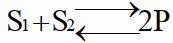 S₁+S₂ ⇄ 2P